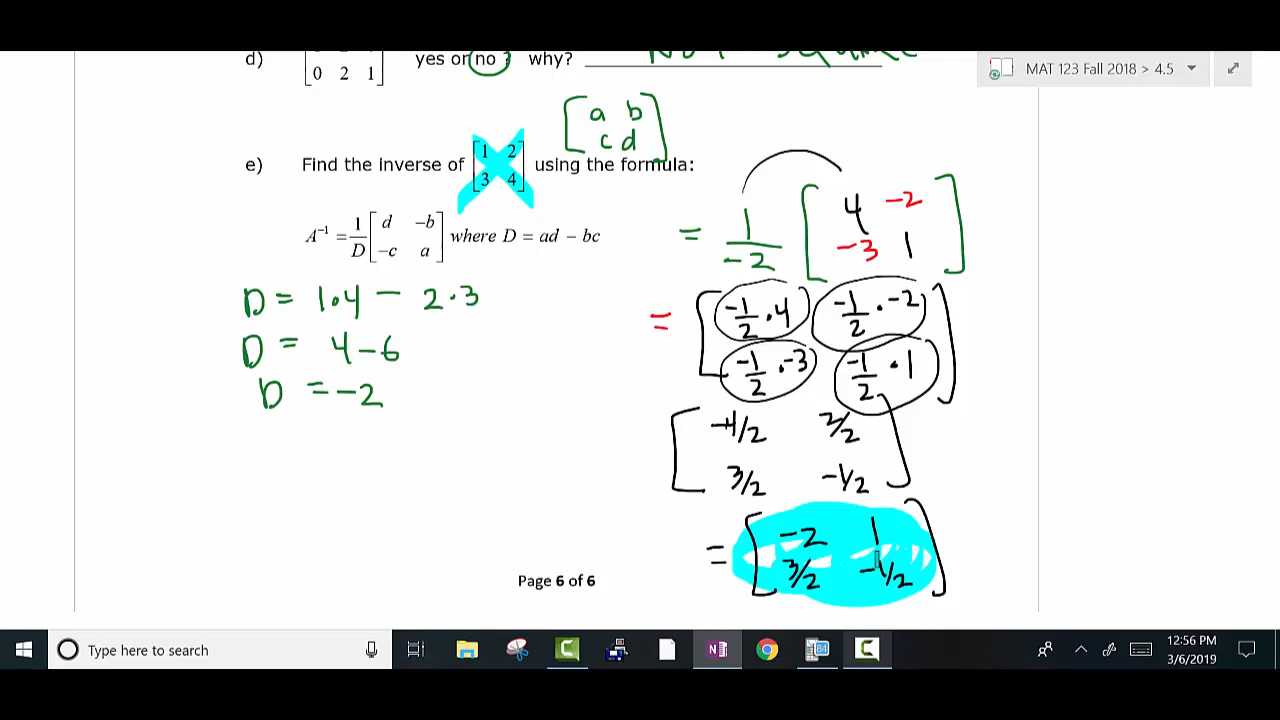 d) 0 2 1 yes or no ? why? Not square
MAT 123 Fall 2018 > 4.5
a b
c d
e) Find the inverse of [1 2 3 4] using the formula:
A⁻¹ = 1/D [d -b -c a] where D = ad – bc
D = 1·4 – 2·3
D = 4 – 6
D = -2
= 1/-2 [4 -2
-3 1]
= [-1/2 · 4 -1/2 · -2
-1/2 · -3 -1/2 · 1]
[-4/2 2/2
3/2 -1/2]
= [-2 1
3/2 -1/2]
Page 6 of 6
Type here to search
12:56 PM
3/6/2019